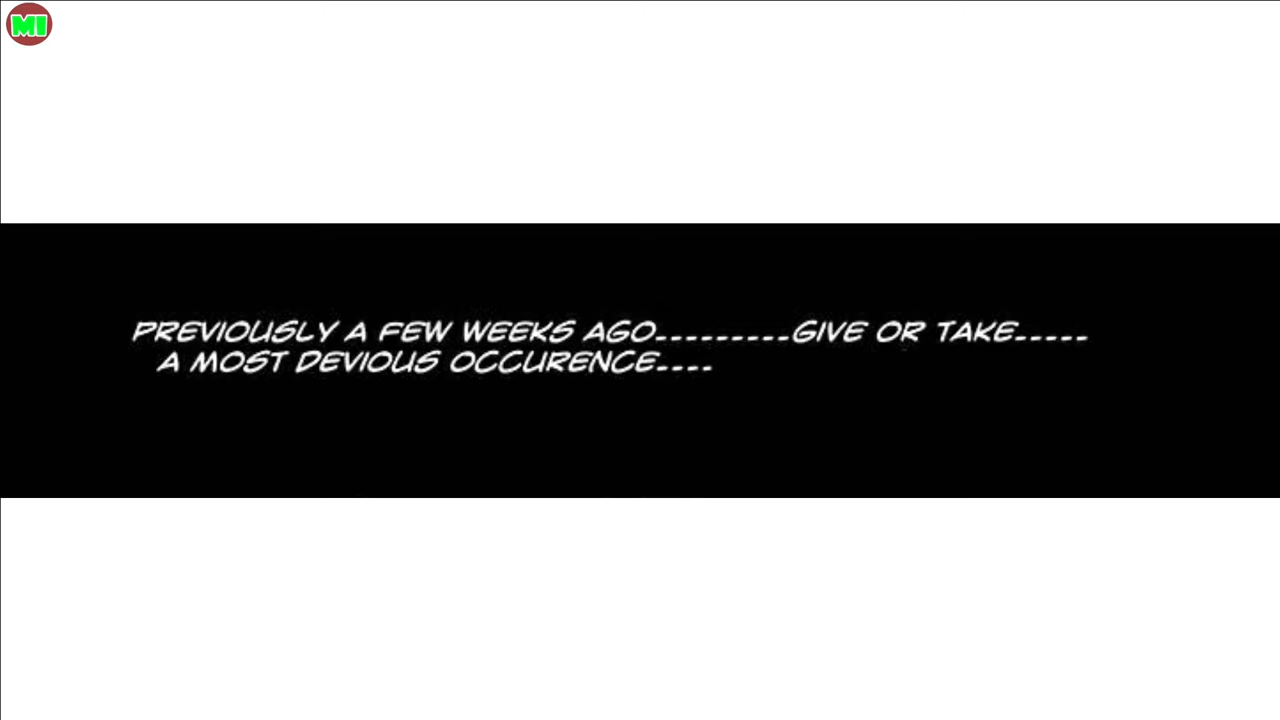 MI
PREVIOUSLY A FEW WEEKS AGO.........GIVE OR TAKE.....
A MOST DEVIOUS OCCURENCE....